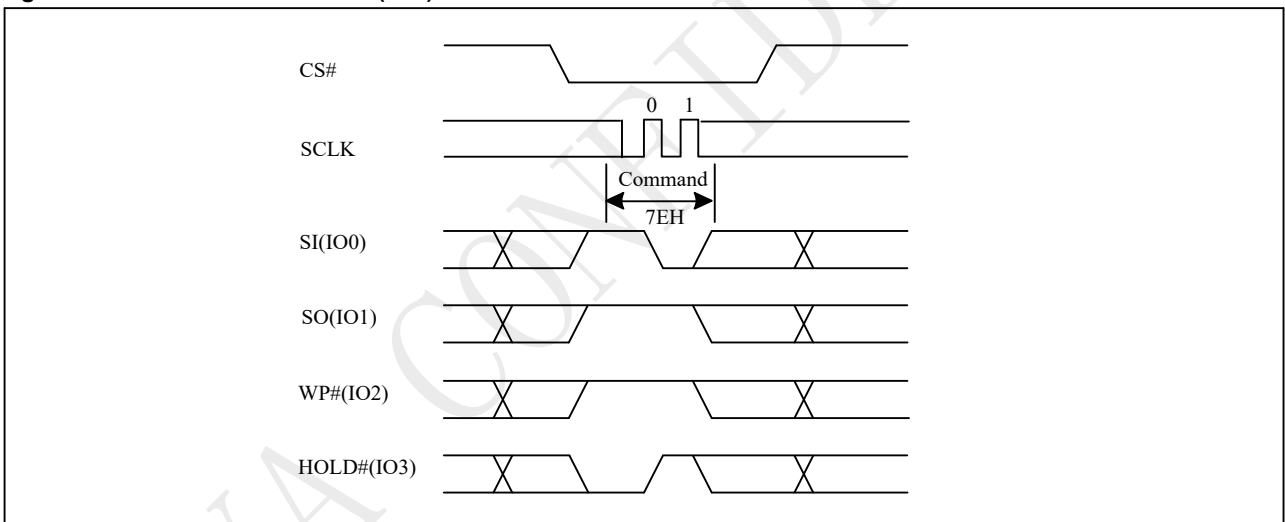 CS#
0 1
SCLK
Command
7EH
SI(IO0)
SO(IO1)
WP#(IO2)
HOLD#(IO3)